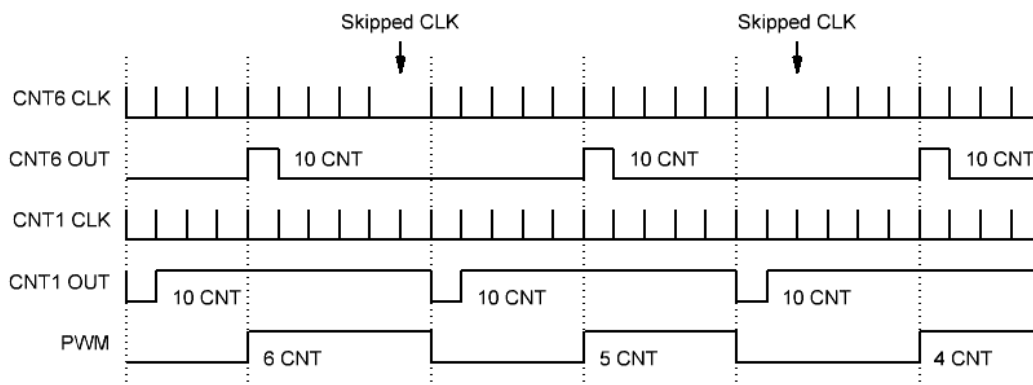 Skipped CLK Skipped CLK
CNT6 CLK
CNT6 OUT 10 CNT 10 CNT 10 CNT
CNT1 CLK
CNT1 OUT 10 CNT 10 CNT 10 CNT
PWM 6 CNT 5 CNT 4 CNT